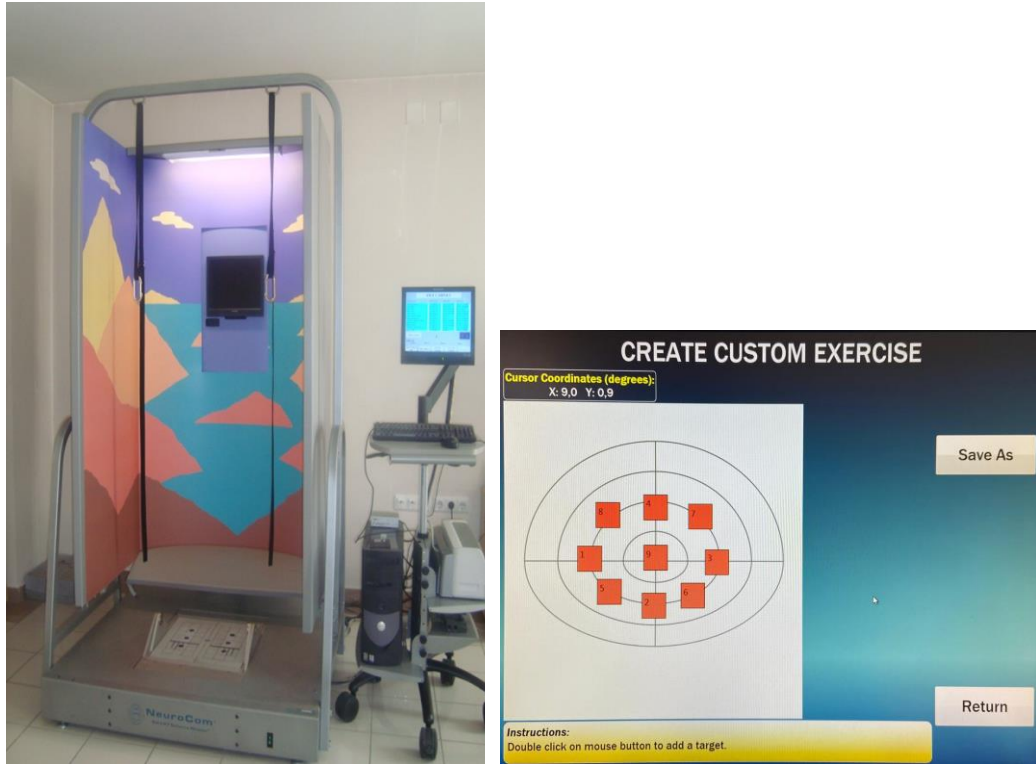 NeuroCom
CREATE CUSTOM EXERCISE
Cursor Coordinates (degrees):
X: 9,0 Y: 0,9
Save As
8 4 7
1 9 3
5 2 6
Return
Instructions:
Double click on mouse button to add a target.